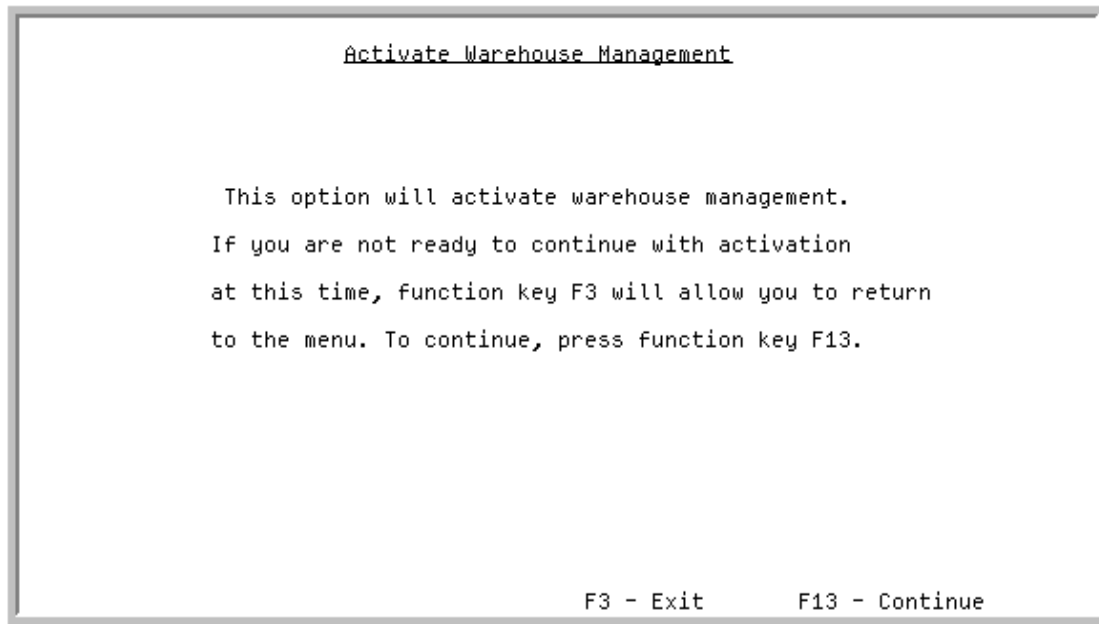 Activate Warehouse Management
This option will activate warehouse management.
If you are not ready to continue with activation
at this time, function key F3 will allow you to return
to the menu. To continue, press function key F13.
F3 - Exit F13 - Continue